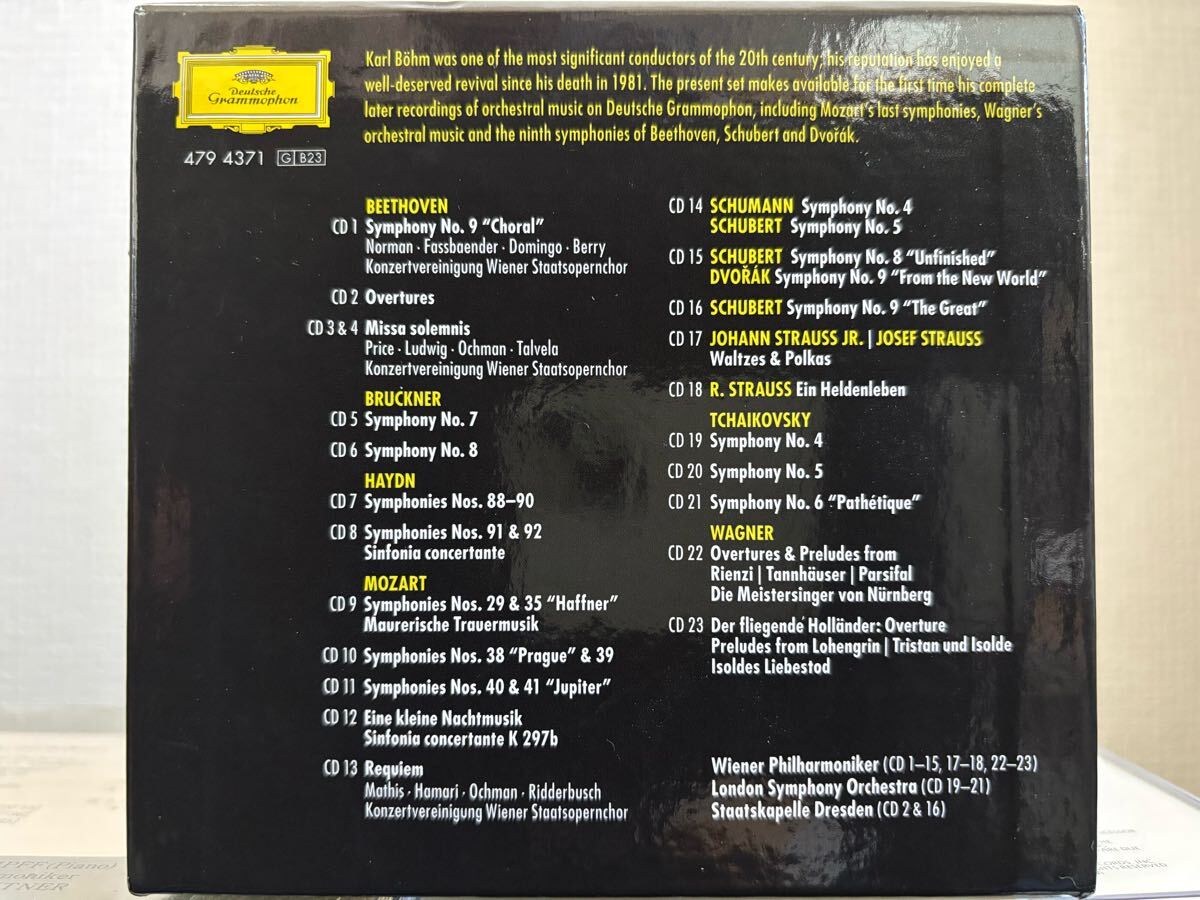 Deutsche
Grammophon
479 4371 G B23
Karl Böhm was one of the most significant conductors of the 20th century; his reputation has enjoyed a
well-deserved revival since his death in 1981. The present set makes available for the first time his complete
later recordings of orchestral music on Deutsche Grammophon, including Mozart's last symphonies, Wagner's
orchestral music and the ninth symphonies of Beethoven, Schubert and Dvořák.
BEETHOVEN
CD 1 Symphony No. 9 "Choral"
Norman · Fassbaender · Domingo · Berry
Konzertvereinigung Wiener Staatsopernchor
CD 2 Overtures
CD 3 & 4 Missa solemnis
Price · Ludwig · Ochman · Talvela
Konzertvereinigung Wiener Staatsopernchor
BRUCKNER
CD 5 Symphony No. 7
CD 6 Symphony No. 8
HAYDN
CD 7 Symphonies Nos. 88–90
CD 8 Symphonies Nos. 91 & 92
Sinfonia concertante
MOZART
CD 9 Symphonies Nos. 29 & 35 "Haffner"
Maurerische Trauermusik
CD 10 Symphonies Nos. 38 "Prague" & 39
CD 11 Symphonies Nos. 40 & 41 "Jupiter"
CD 12 Eine kleine Nachtmusik
Sinfonia concertante K 297b
CD 13 Requiem
Mathis · Hamari · Ochman · Ridderbusch
Konzertvereinigung Wiener Staatsopernchor
CD 14 SCHUMANN Symphony No. 4
SCHUBERT Symphony No. 5
CD 15 SCHUBERT Symphony No. 8 "Unfinished"
DVOŘÁK Symphony No. 9 "From the New World"
CD 16 SCHUBERT Symphony No. 9 "The Great"
CD 17 JOHANN STRAUSS JR. | JOSEF STRAUSS
Waltzes & Polkas
CD 18 R. STRAUSS Ein Heldenleben
TCHAIKOVSKY
CD 19 Symphony No. 4
CD 20 Symphony No. 5
CD 21 Symphony No. 6 "Pathétique"
WAGNER
CD 22 Overtures & Preludes from
Rienzi | Tannhäuser | Parsifal
Die Meistersinger von Nürnberg
CD 23 Der fliegende Holländer: Overture
Preludes from Lohengrin | Tristan und Isolde
Isoldes Liebestod
Wiener Philharmoniker (CD 1–15, 17–18, 22–23)
London Symphony Orchestra (CD 19–21)
Staatskapelle Dresden (CD 2 & 16)
(Piano)